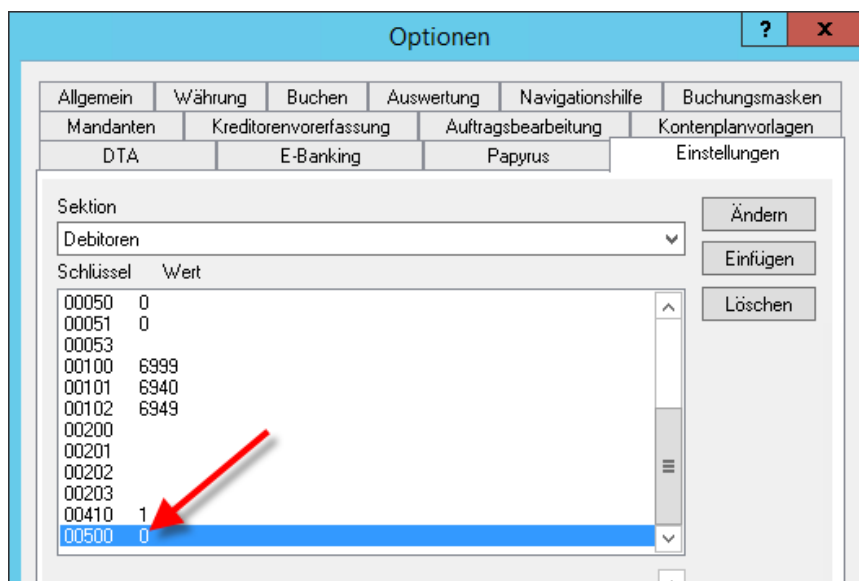 Optionen
?
x
Allgemein Währung Buchen Auswertung Navigationshilfe Buchungsmasken
Mandanten Kreditorenvorerfassung Auftragsbearbeitung Kontenplanvorlagen
DTA E-Banking Papyrus Einstellungen
Sektion
Debitoren
Schlüssel Wert
00050 0
00051 0
00053
00100 6999
00101 6940
00102 6949
00200
00201
00202
00203
00410 1
00500 0
Ändern
Einfügen
Löschen